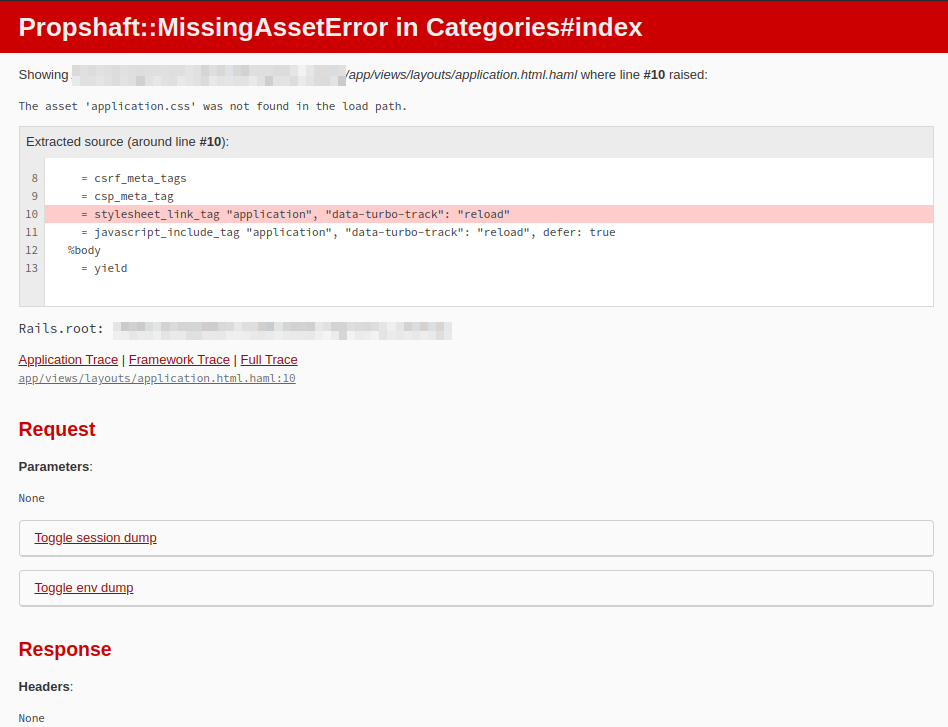 Propshaft::MissingAssetError in Categories#index
Showing /app/views/layouts/application.html.haml where line #10 raised:
The asset 'application.css' was not found in the load path.
Extracted source (around line #10):
8 = csrf_meta_tags
9 = csp_meta_tag
10 = stylesheet_link_tag "application", "data-turbo-track": "reload"
11 = javascript_include_tag "application", "data-turbo-track": "reload", defer: true
12 %body
13 = yield
Rails.root:
Application Trace | Framework Trace | Full Trace
app/views/layouts/application.html.haml:10
Request
Parameters:
None
Toggle session dump
Toggle env dump
Response
Headers:
None